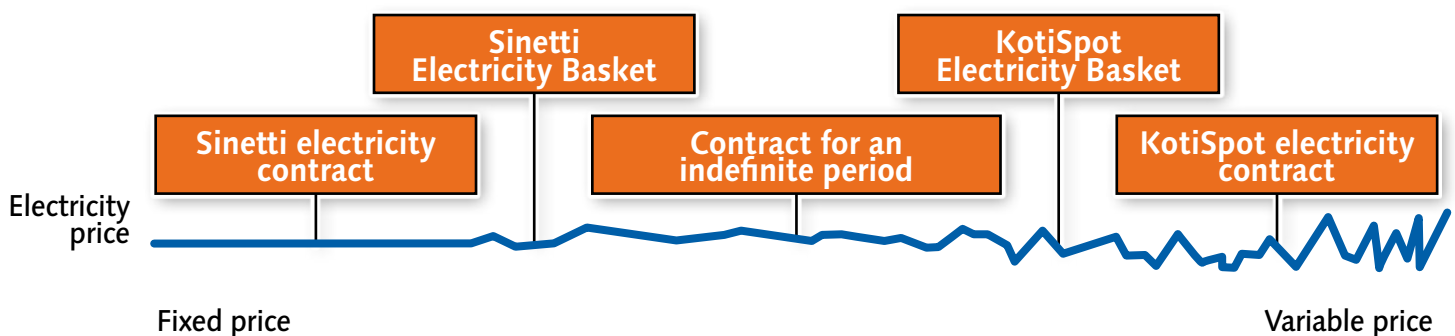 Sinetti
Electricity Basket
KotiSpot
Electricity Basket
Sinetti electricity
contract
Contract for an
indefinite period
KotiSpot electricity
contract
Electricity
price
Fixed price
Variable price